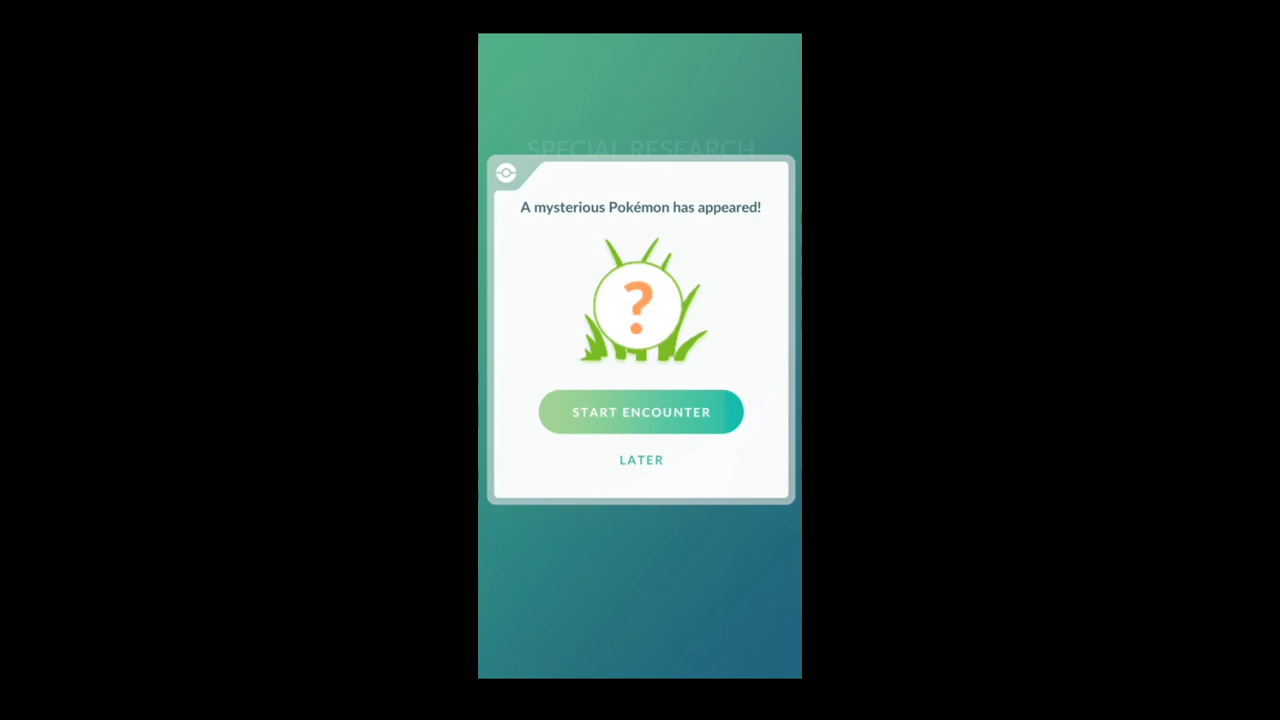 SPECIAL RESEARCH
A mysterious Pokémon has appeared!
?
START ENCOUNTER
LATER